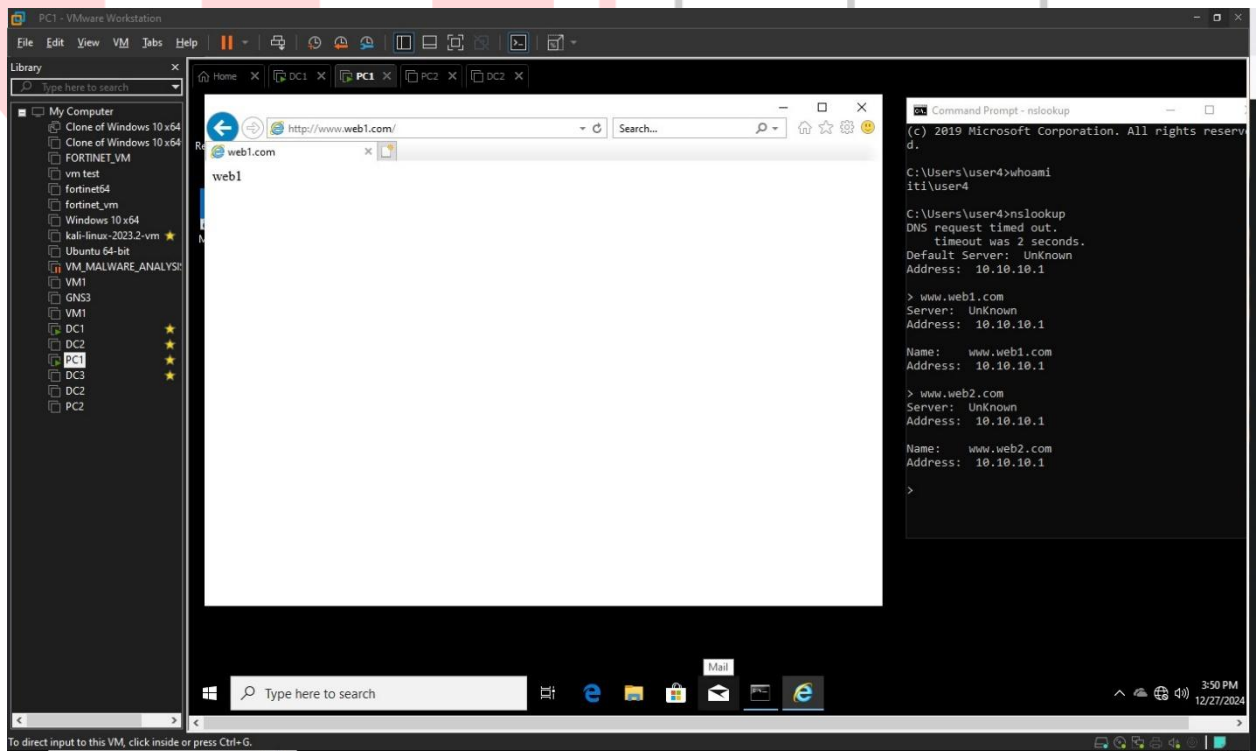 PC1 - VMware Workstation
File Edit View VM Tabs Help
Library
Type here to search
My Computer
Clone of Windows 10 x64
Clone of Windows 10 x64
FORTINET_VM
vm test
fortinet64
fortinet_vm
Windows 10 x64
kali-linux-2023.2-vm
Ubuntu 64-bit
VM_MALWARE_ANALYSI
VM1
GNS3
VM1
DC1
DC2
PC1
DC3
DC2
PC2
Home DC1 PC1 PC2 DC2
http://www.web1.com/ Search...
web1.com
web1
Command Prompt - nslookup
(c) 2019 Microsoft Corporation. All rights reserv
d.
C:\Users\user4>whoami
iti\user4
C:\Users\user4>nslookup
DNS request timed out.
timeout was 2 seconds.
Default Server: UnKnown
Address: 10.10.10.1
> www.web1.com
Server: UnKnown
Address: 10.10.10.1
Name: www.web1.com
Address: 10.10.10.1
> www.web2.com
Server: UnKnown
Address: 10.10.10.1
Name: www.web2.com
Address: 10.10.10.1
>
Mail
Type here to search
3:50 PM
12/27/2024
To direct input to this VM, click inside or press Ctrl+G.